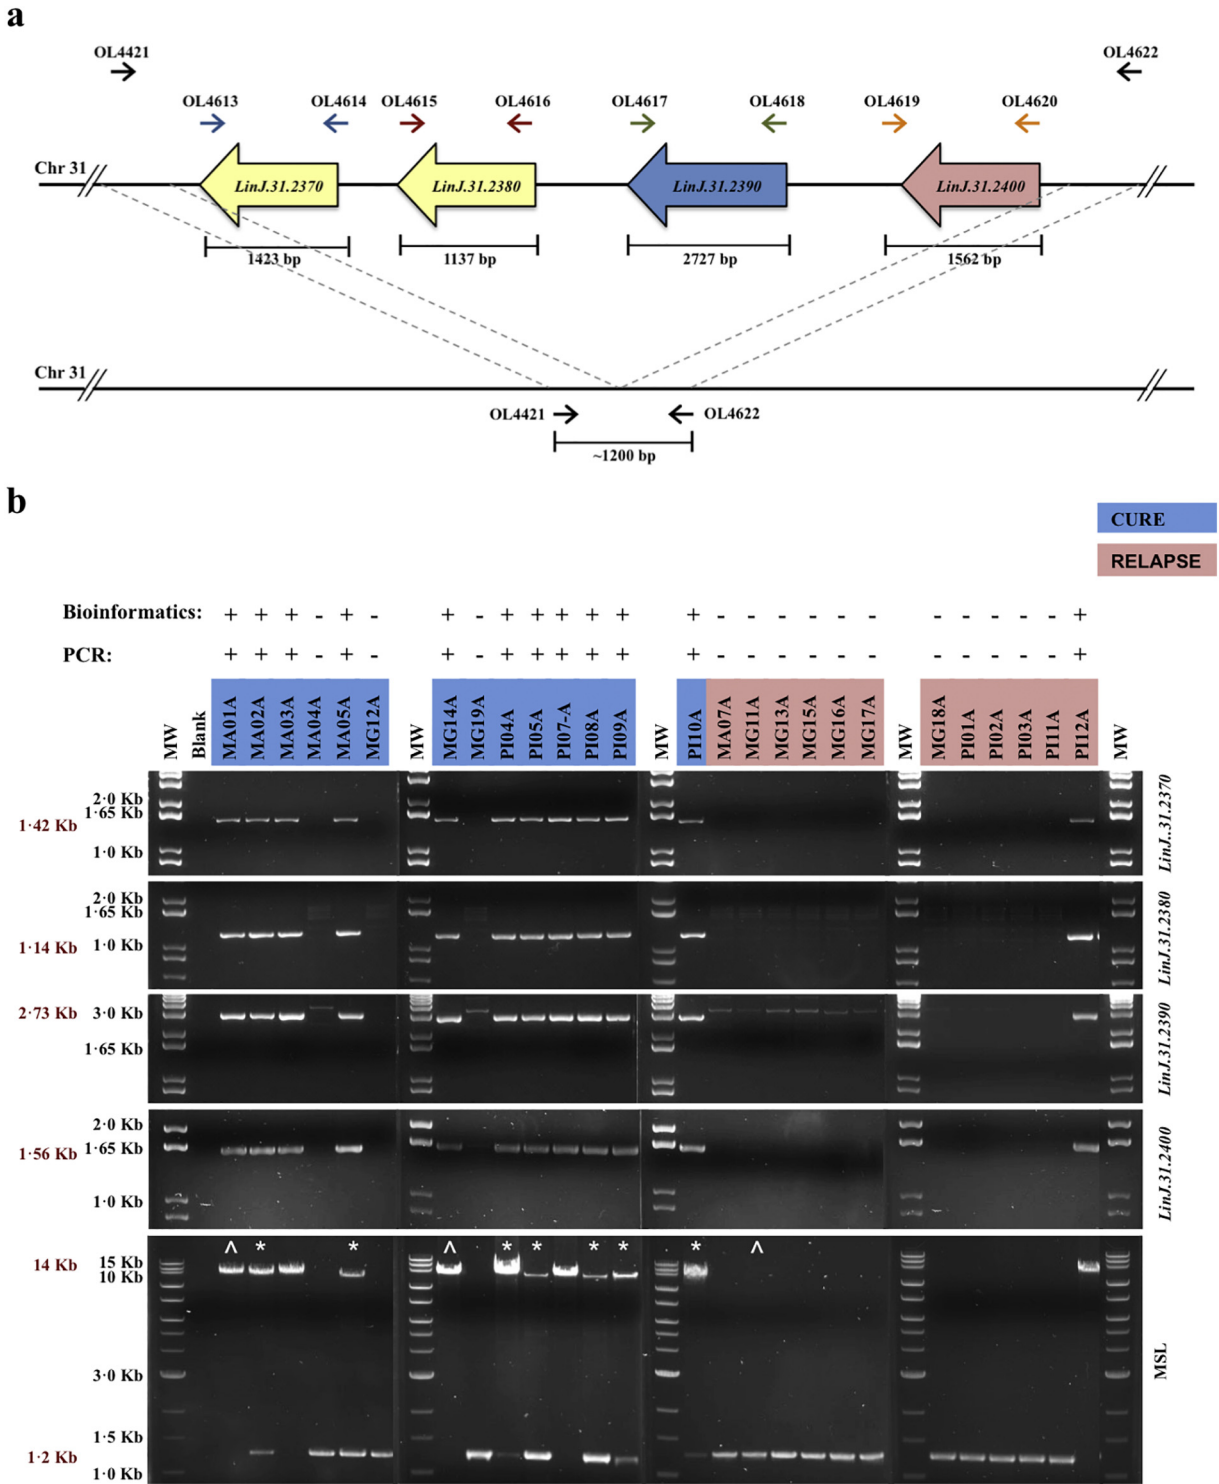 a
OL4421 OL4622
OL4613 OL4614 OL4615 OL4616 OL4617 OL4618 OL4619 OL4620
Chr 31
LinJ.31.2370 LinJ.31.2380 LinJ.31.2390 LinJ.31.2400
1423 bp 1137 bp 2727 bp 1562 bp
Chr 31
OL4421 OL4622
~1200 bp
b
CURE
RELAPSE
Bioinformatics: + + + - + - + - + + + + + + - - - - - - - - - - - +
PCR: + + + - + - + - + + + + + + - - - - - - - - - - - +
MW Blank MA01A MA02A MA03A MA04A MA05A MG12A MW MG14A MG19A PI04A PI05A PI07-A PI08A PI09A MW PI10A MA07A MG11A MG13A MG15A MG16A MG17A MW MG18A PI01A PI02A PI03A PI11A PI12A MW
2·0 Kb
1·65 Kb
1·42 Kb
1·0 Kb
LinJ..31.2370
2·0 Kb
1·65 Kb
1·14 Kb 1·0 Kb
LinJ.31.2380
2·73 Kb 3·0 Kb
1·65 Kb
LinJ.31.2390
2·0 Kb
1·56 Kb 1·65 Kb
1·0 Kb
LinJ.31.2400
^ * * ^ * * * * * ^
14 Kb 15 Kb
10 Kb
3·0 Kb
MSL
1·5 Kb
1·2 Kb
1·0 Kb